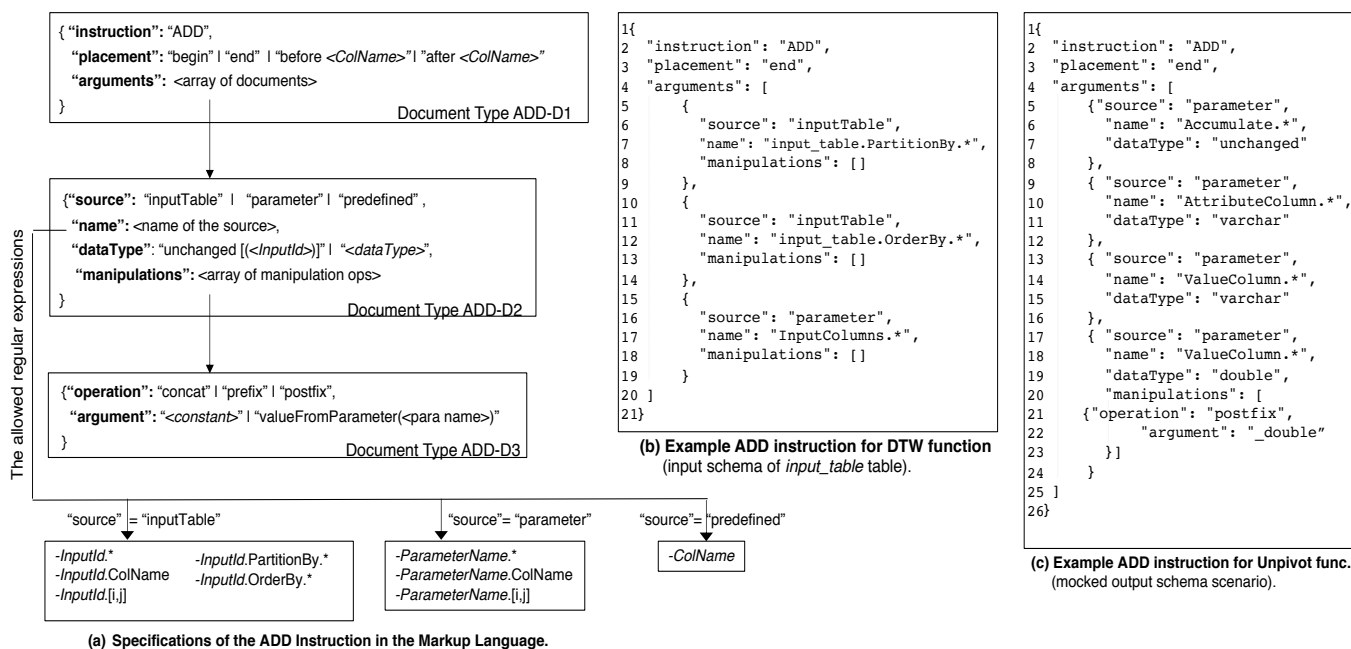 { “instruction”: “ADD”,
“placement”: “begin” | “end” | “before <ColName>” | ”after <ColName>”
“arguments”: <array of documents>
}
Document Type ADD-D1
{“source”: “inputTable” | “parameter” | “predefined” ,
“name”: <name of the source>,
“dataType”: “unchanged [(<InputId>)]” | “<dataType>”,
“manipulations”: <array of manipulation ops>
}
Document Type ADD-D2
{“operation”: “concat” | “prefix” | “postfix”,
“argument”: “<constant>” | “valueFromParameter(<para name>)”
}
Document Type ADD-D3
The allowed regular expressions
“source” = “inputTable”
-InputId.*
-InputId.ColName
-InputId.[i,j]
-InputId.PartitionBy.*
-InputId.OrderBy.*
“source”= “parameter”
-ParameterName.*
-ParameterName.ColName
-ParameterName.[i,j]
“source”= “predefined”
-ColName
(a) Specifications of the ADD Instruction in the Markup Language.
1{
2 "instruction": "ADD",
3 "placement": "end",
4 "arguments": [
5 {
6 "source": "inputTable",
7 "name": "input_table.PartitionBy.*",
8 "manipulations": []
9 },
10 {
11 "source": "inputTable",
12 "name": "input_table.OrderBy.*",
13 "manipulations": []
14 },
15 {
16 "source": "parameter",
17 "name": "InputColumns.*",
18 "manipulations": []
19 }
20 ]
21}
(b) Example ADD instruction for DTW function
(input schema of input_table table).
1{
2 "instruction": "ADD",
3 "placement": "end",
4 "arguments": [
5 {"source": "parameter",
6 "name": "Accumulate.*",
7 "dataType": "unchanged"
8 },
9 { "source": "parameter",
10 "name": "AttributeColumn.*",
11 "dataType": "varchar"
12 },
13 { "source": "parameter",
14 "name": "ValueColumn.*",
15 "dataType": "varchar"
16 },
17 { "source": "parameter",
18 "name": "ValueColumn.*",
19 "dataType": "double",
20 "manipulations": [
21 {"operation": "postfix",
22 "argument": "_double”
23 }]
24 }
25 ]
26}
(c) Example ADD instruction for Unpivot func.
(mocked output schema scenario).